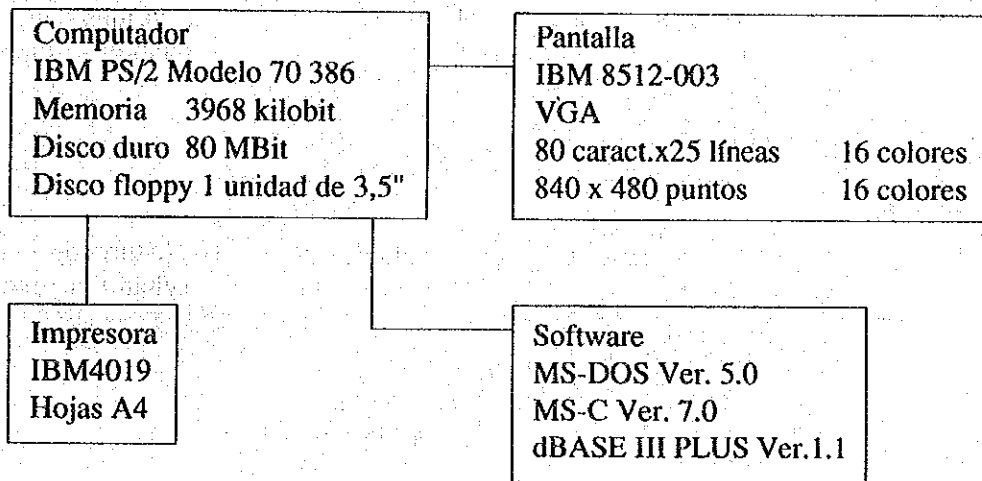 Computador
IBM PS/2 Modelo 70 386
Memoria 3968 kilobit
Disco duro 80 MBit
Disco floppy 1 unidad de 3,5"
Pantalla
IBM 8512-003
VGA
80 caract.x25 líneas 16 colores
840 x 480 puntos 16 colores
Impresora
IBM4019
Hojas A4
Software
MS-DOS Ver. 5.0
MS-C Ver. 7.0
dBASE III PLUS Ver.1.1